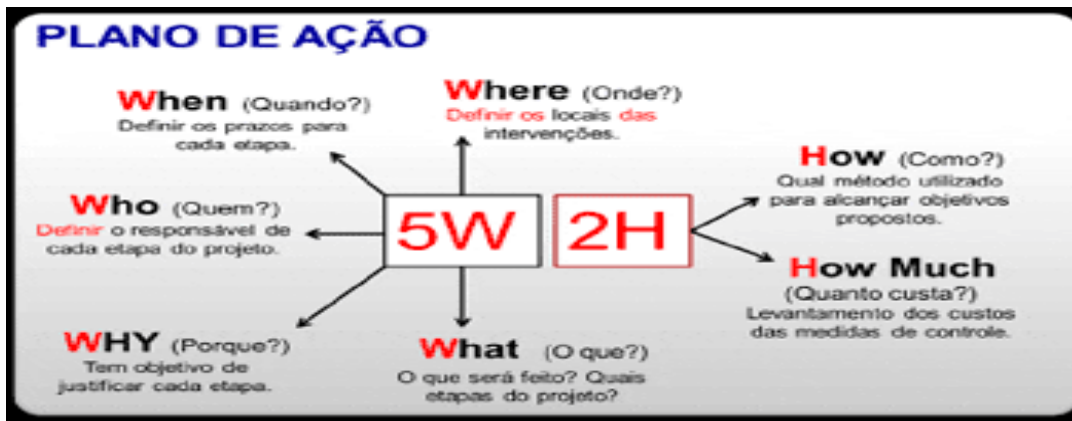 PLANO DE AÇÃO
When (Quando?)
Definir os prazos para
cada etapa.
Where (Onde?)
Definir os locais das
intervenções.
Who (Quem?)
Definir o responsável de
cada etapa do projeto.
5W
2H
How (Como?)
Qual método utilizado
para alcançar objetivos
propostos.
How Much
(Quanto custa?)
Levantamento dos custos
das medidas de controle.
WHY (Porque?)
Tem objetivo de
justificar cada etapa.
What (O que?)
O que será feito? Quais
etapas do projeto?